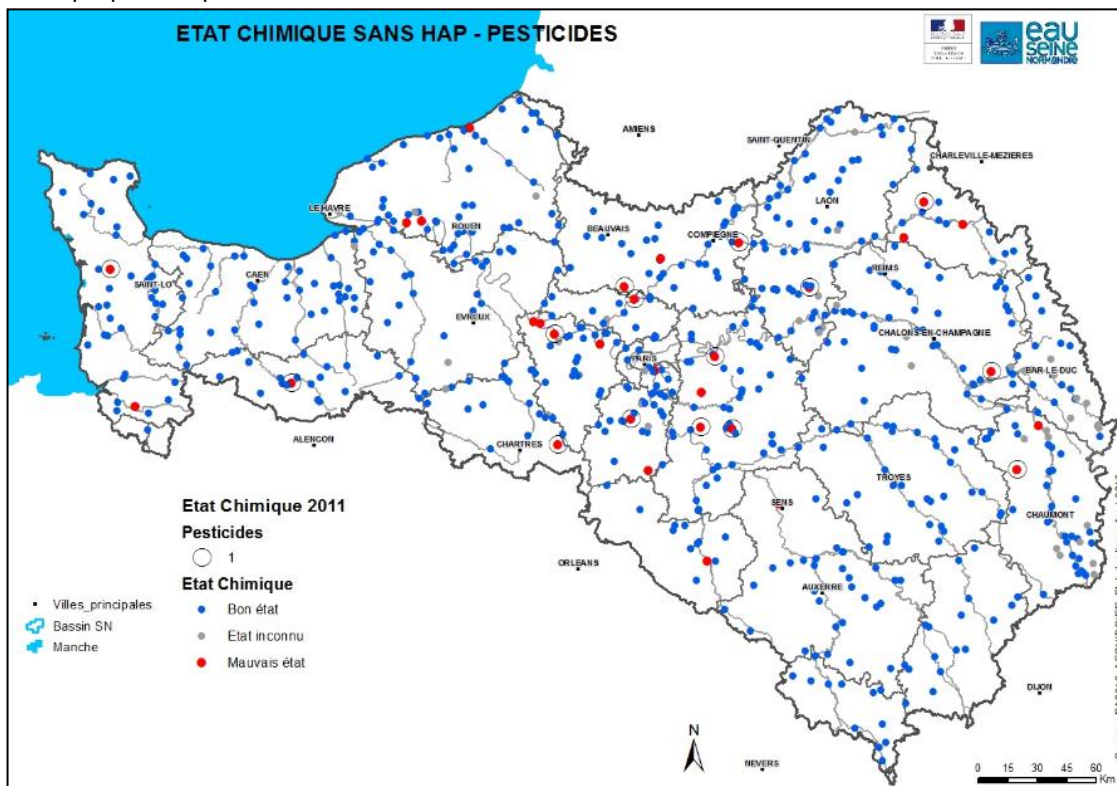 ETAT CHIMIQUE SANS HAP - PESTICIDES
eau
SEINE
NORMANDIE
AMIENS
SAINT-QUENTIN
CHARLEVILLE-MEZIERES
LAON
LE HAVRE
ROUEN
BEAUVAIS
COMPIEGNE
REIMS
CAEN
SAINT-LO
EVREUX
CHALONS-EN-CHAMPAGNE
PARIS
BAR-LE-DUC
ALENCON
CHARTRES
TROYES
SENS
CHAUMONT
ORLEANS
AUXERRE
DIJON
NEVERS
Etat Chimique 2011
Pesticides
1
Etat Chimique
Bon état
Etat inconnu
Mauvais état
Villes_principales
Bassin SN
Manche
N
0 15 30 45 60
Km